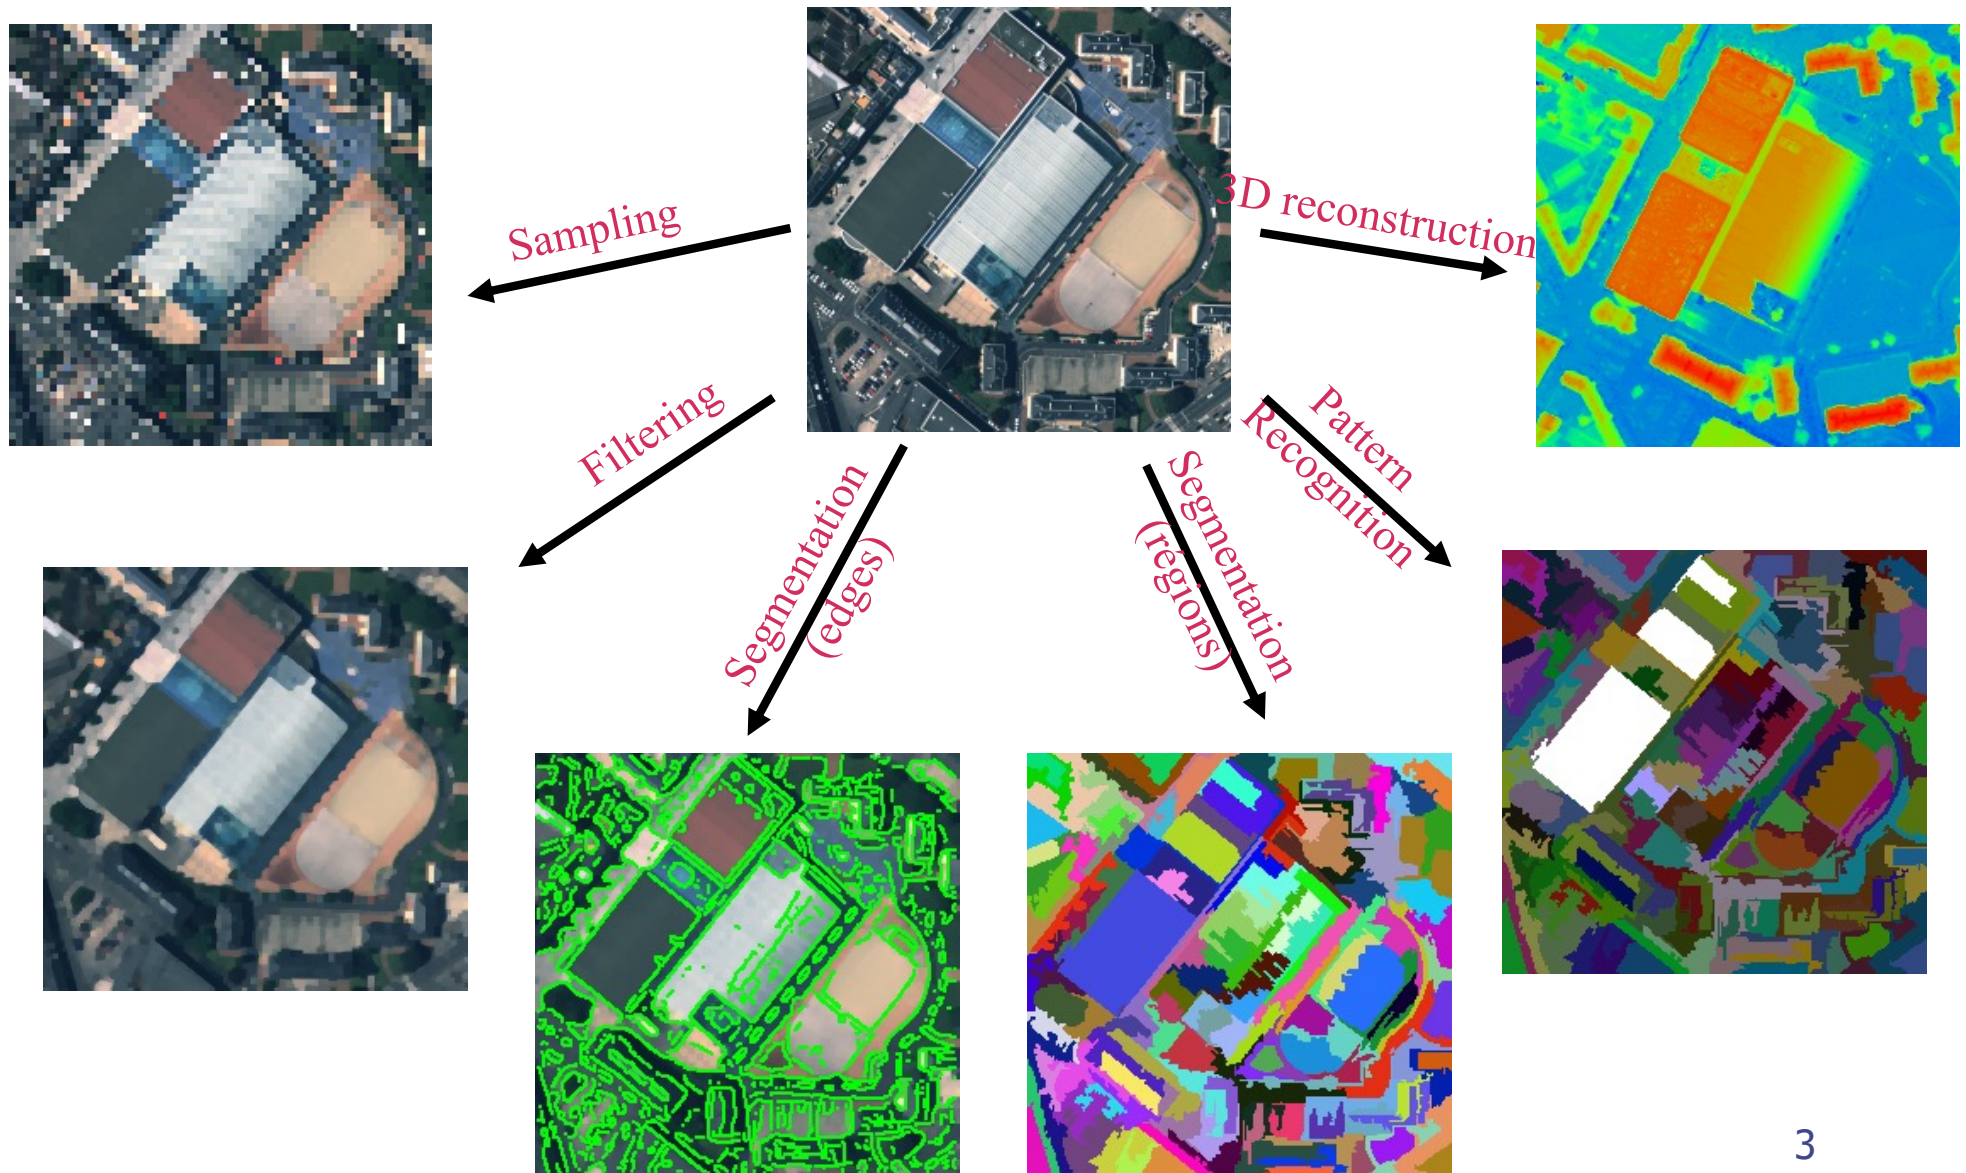 Sampling
3D reconstruction
Filtering
Segmentation
(edges)
Segmentation
(régions)
Pattern
Recognition
3